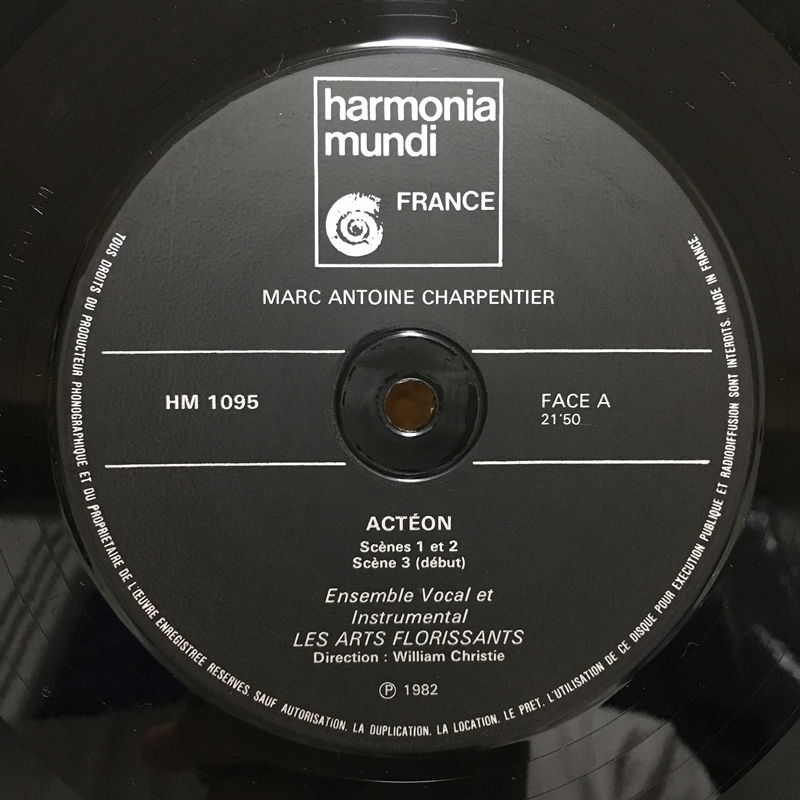 harmonia
mundi
FRANCE
MARC ANTOINE CHARPENTIER
HM 1095
FACE A
21'50
ACTÉON
Scènes 1 et 2
Scène 3 (début)
Ensemble Vocal et
Instrumental
LES ARTS FLORISSANTS
Direction : William Christie
℗ 1982
TOUS DROITS DU PRODUCTEUR PHONOGRAPHIQUE ET DU PROPRIETAIRE DE L'ŒUVRE ENREGISTREE RESERVES. SAUF AUTORISATION, LA DUPLICATION, LA LOCATION, LE PRET, L'UTILISATION DE CE DISQUE POUR EXECUTION PUBLIQUE ET RADIODIFFUSION SONT INTERDITS. MADE IN FRANCE.